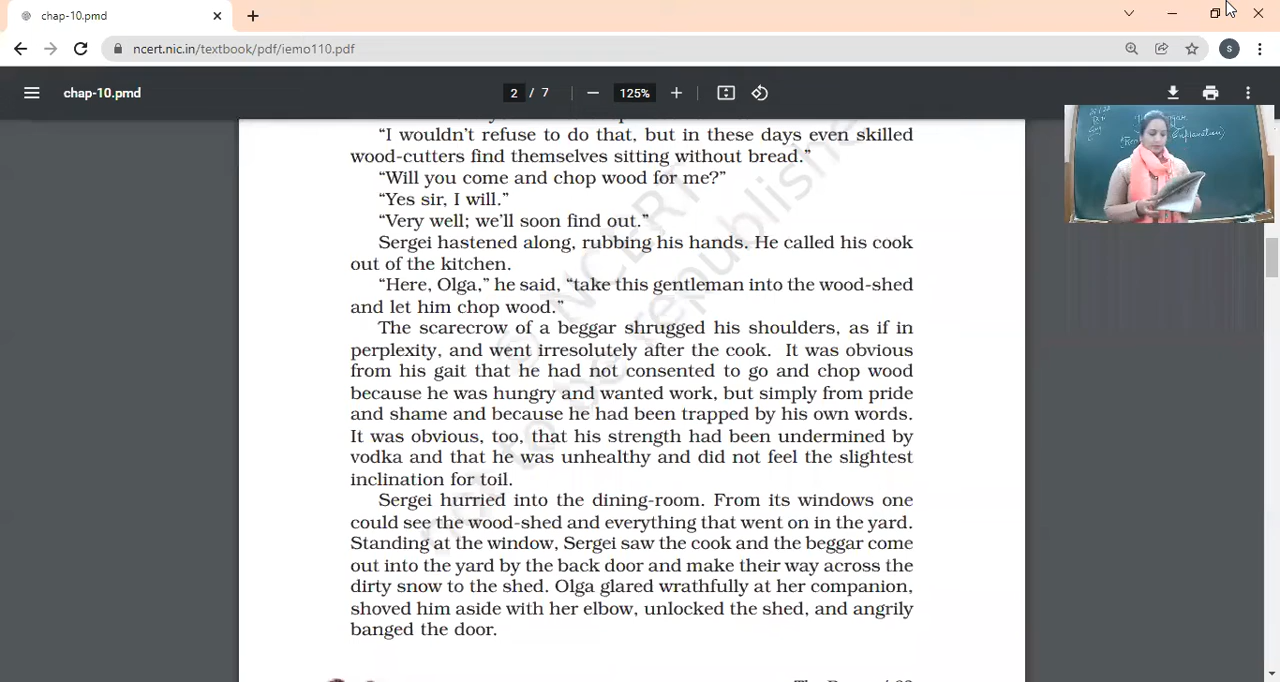 chap-10.pmd
ncert.nic.in/textbook/pdf/iemo110.pdf
S
chap-10.pmd
2 / 7
125%
“I wouldn’t refuse to do that, but in these days even skilled
wood-cutters find themselves sitting without bread.”
“Will you come and chop wood for me?”
“Yes sir, I will.”
“Very well; we’ll soon find out.”
Sergei hastened along, rubbing his hands. He called his cook
out of the kitchen.
“Here, Olga,” he said, “take this gentleman into the wood-shed
and let him chop wood.”
The scarecrow of a beggar shrugged his shoulders, as if in
perplexity, and went irresolutely after the cook. It was obvious
from his gait that he had not consented to go and chop wood
because he was hungry and wanted work, but simply from pride
and shame and because he had been trapped by his own words.
It was obvious, too, that his strength had been undermined by
vodka and that he was unhealthy and did not feel the slightest
inclination for toil.
Sergei hurried into the dining-room. From its windows one
could see the wood-shed and everything that went on in the yard.
Standing at the window, Sergei saw the cook and the beggar come
out into the yard by the back door and make their way across the
dirty snow to the shed. Olga glared wrathfully at her companion,
shoved him aside with her elbow, unlocked the shed, and angrily
banged the door.
© NCERT
not to be republishe
Explanation)